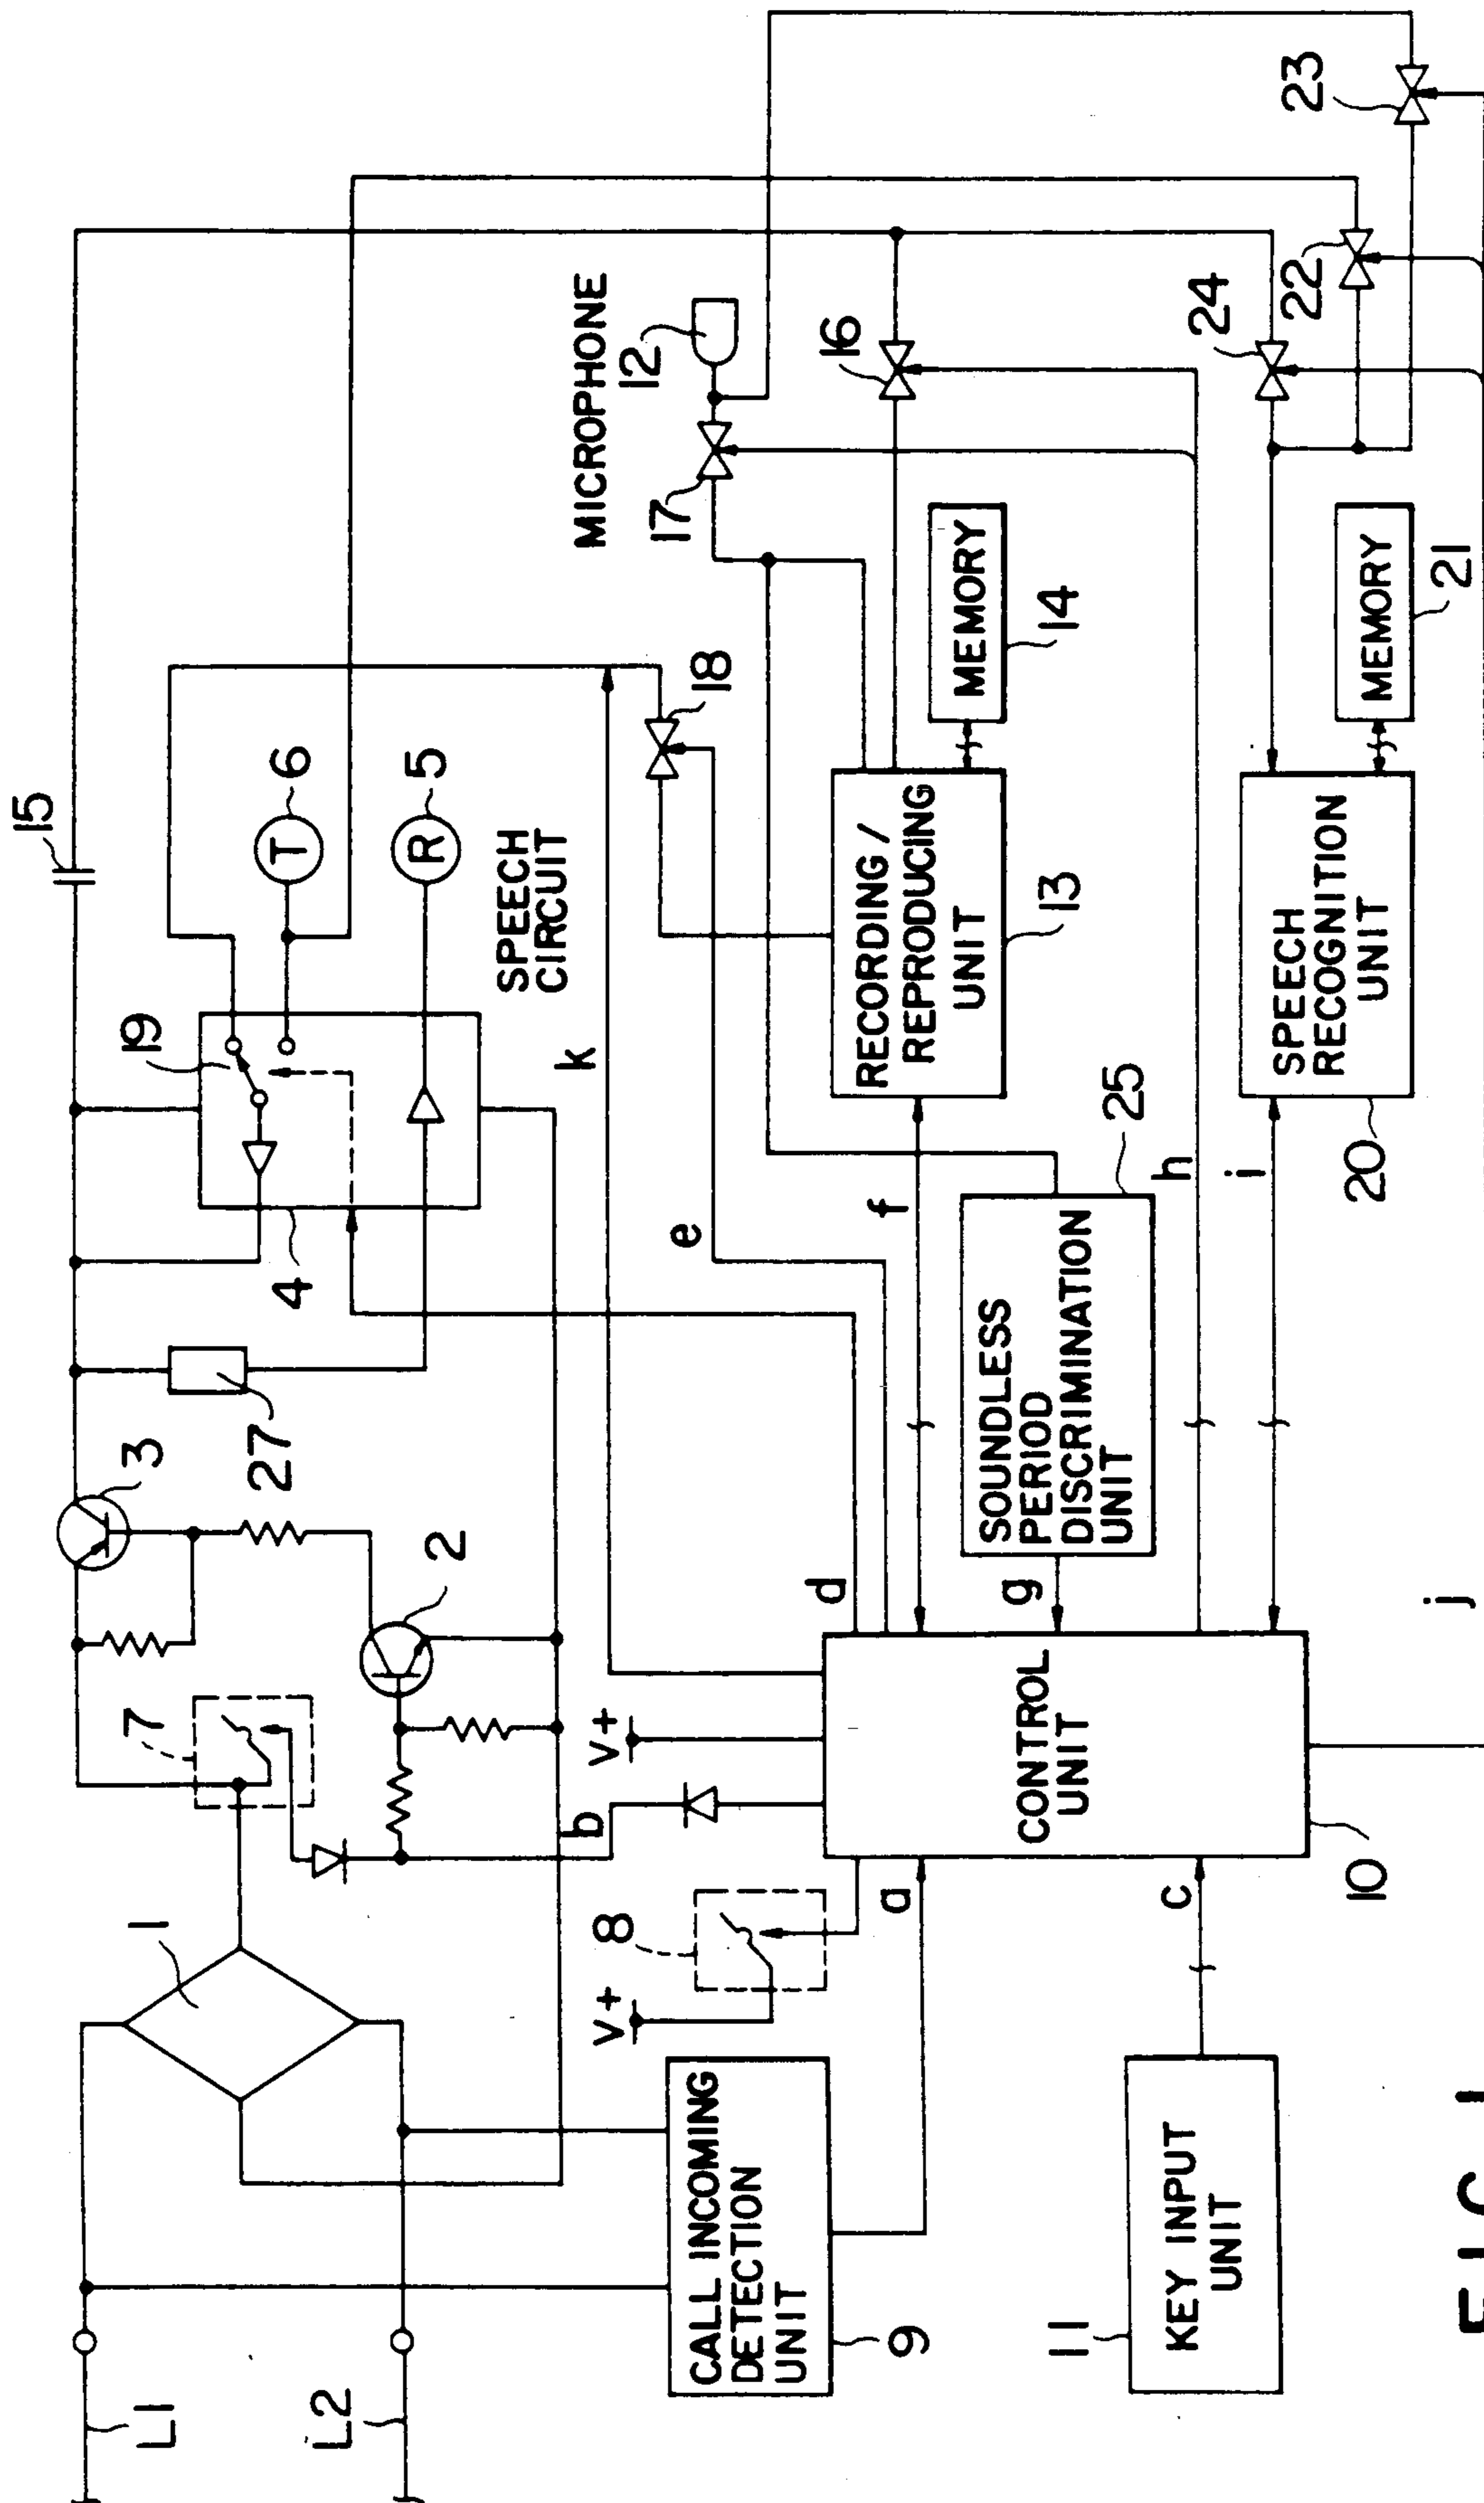 L1
L2
1
7
3
27
2
4
19
15
T
6
R
5
SPEECH
CIRCUIT
k
18
MICROPHONE
12
17
16
24
22
23
V+
8
V+
b
a
d
e
f
g
h
i
j
c
CALL INCOMING
DETECTION
UNIT
9
KEY INPUT
UNIT
11
CONTROL
UNIT
10
SOUNDLESS
PERIOD
DISCRIMINATION
UNIT
25
RECORDING /
REPRODUCING
UNIT
13
MEMORY
14
SPEECH
RECOGNITION
UNIT
20
MEMORY
21